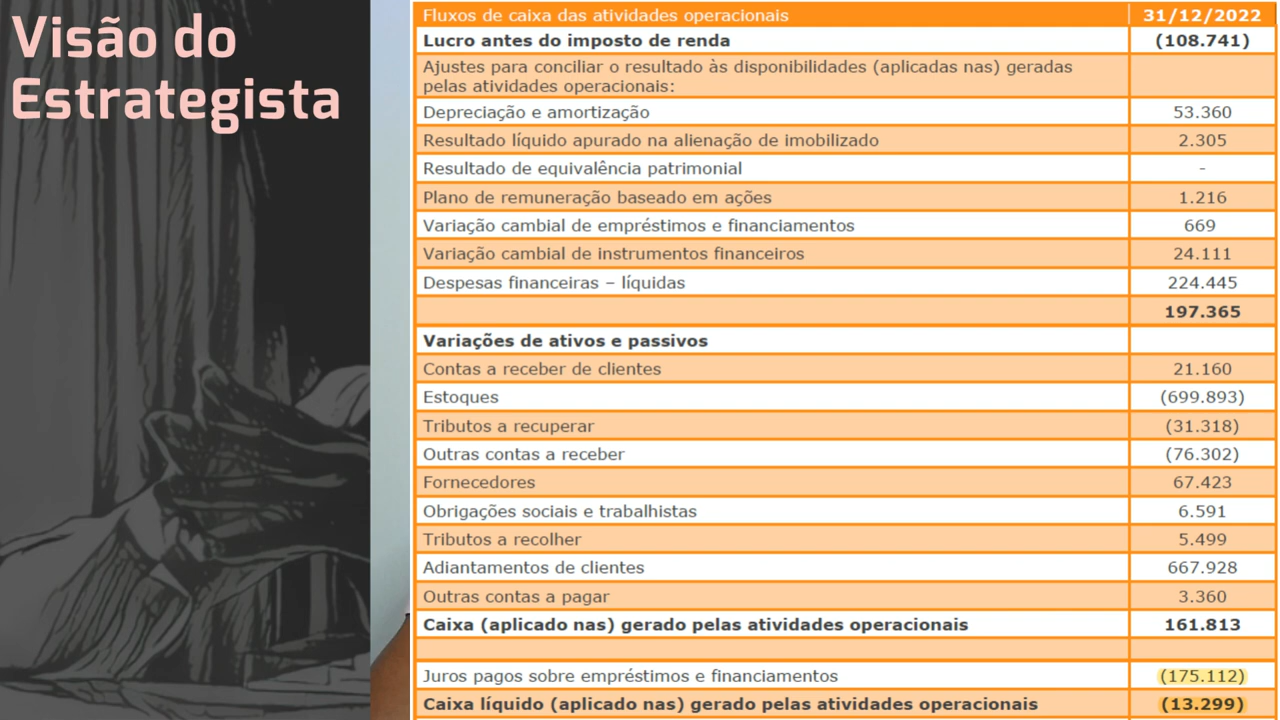 Visão do
Estrategista
Fluxos de caixa das atividades operacionais 31/12/2022
Lucro antes do imposto de renda (108.741)
Ajustes para conciliar o resultado às disponibilidades (aplicadas nas) geradas
pelas atividades operacionais:
Depreciação e amortização 53.360
Resultado líquido apurado na alienação de imobilizado 2.305
Resultado de equivalência patrimonial -
Plano de remuneração baseado em ações 1.216
Variação cambial de empréstimos e financiamentos 669
Variação cambial de instrumentos financeiros 24.111
Despesas financeiras – líquidas 224.445
197.365
Variações de ativos e passivos
Contas a receber de clientes 21.160
Estoques (699.893)
Tributos a recuperar (31.318)
Outras contas a receber (76.302)
Fornecedores 67.423
Obrigações sociais e trabalhistas 6.591
Tributos a recolher 5.499
Adiantamentos de clientes 667.928
Outras contas a pagar 3.360
Caixa (aplicado nas) gerado pelas atividades operacionais 161.813
Juros pagos sobre empréstimos e financiamentos (175.112)
Caixa líquido (aplicado nas) gerado pelas atividades operacionais (13.299)